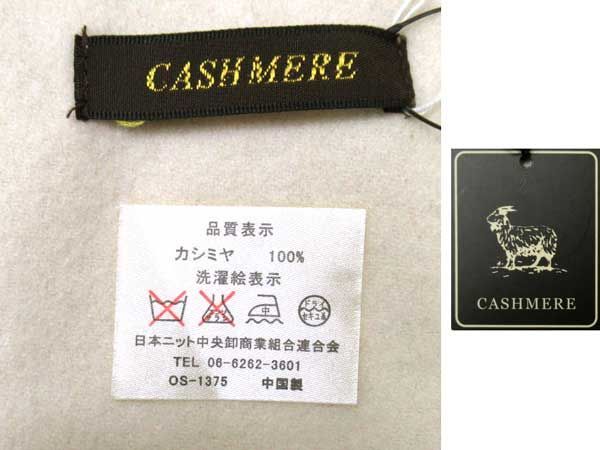 CASHMERE
品質表示
カシミヤ 100%
洗濯絵表示
中 ドライ セキユ系
日本ニット中央卸商業組合連合会
TEL 06-6262-3601
OS-1375 中国製
CASHMERE